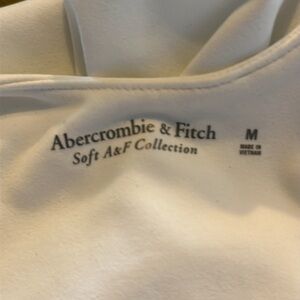 Abercrombie & Fitch
Soft A&F Collection
M
MADE IN
VIETNAM